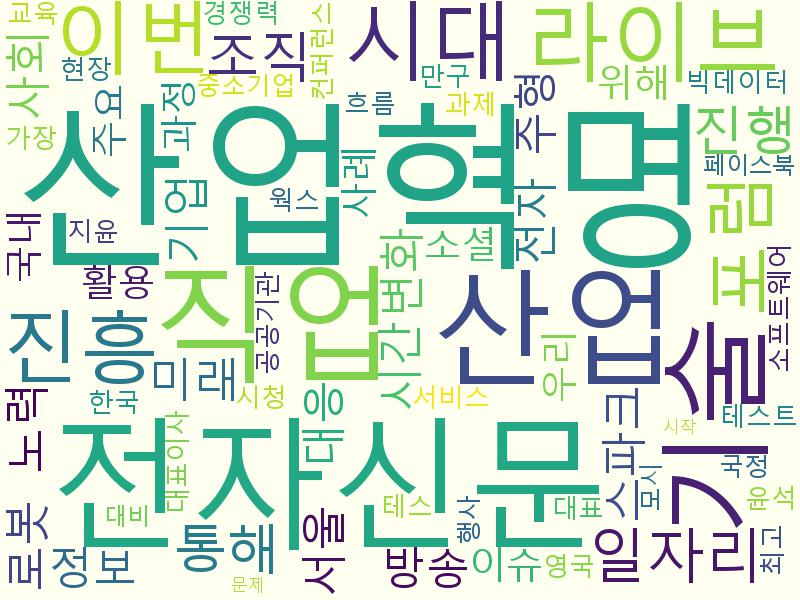 교육
이번
경쟁력
조직
컨퍼런스
시대
라이브
사회
현장
중소기업
만구
위해
빅데이터
가장
주요
과정
흐름
과제
주형
진행
산업혁명
페이스북
기업
웍스
사례
전자
포럼
국내
지윤
활용
직업
공공기관
변화
소셜
산업
소프트웨어
진흥
미래
시간
우리
기술
한국
시청
대응
서비스
노력
대표이사
스파크
테스트
시작
전자신문
대비
테스
대표
모시
국정
윤석
로봇
정보
통해
서울
방송
행사
이슈
영국
일자리
최고
문제